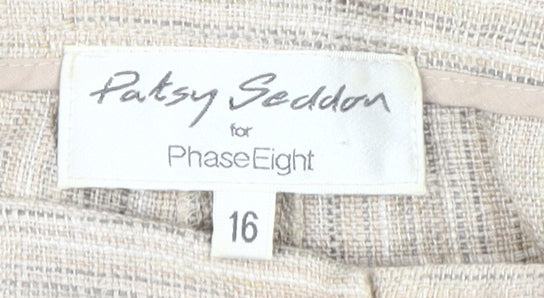 Patsy Seddon
for
PhaseEight
16